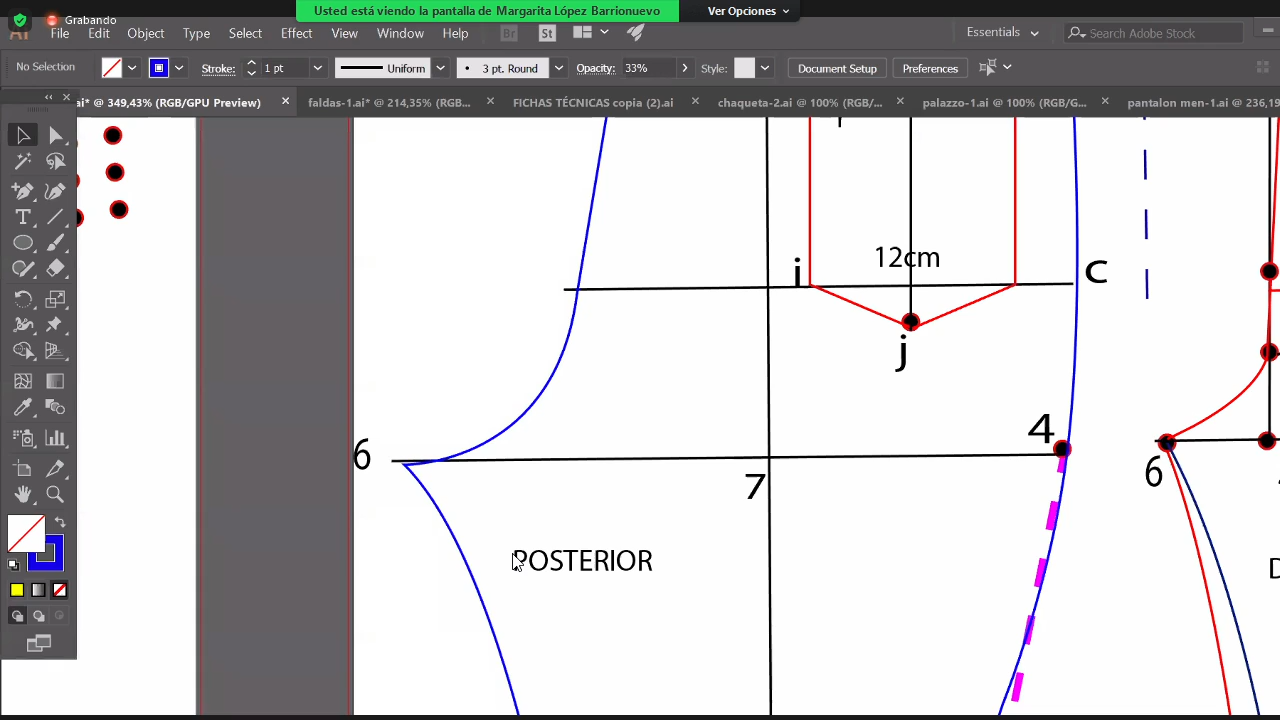 Grabando
Usted está viendo la pantalla de Margarita López Barrionuevo
Ver Opciones
Ai File Edit Object Type Select Effect View Window Help Br St Essentials Search Adobe Stock
No Selection Stroke: 1 pt Uniform 3 pt. Round Opacity: 33% Style: Document Setup Preferences
ai* @ 349,43% (RGB/GPU Preview) faldas-1.ai* @ 214,35% (RGB... FICHAS TÉCNICAS copia (2).ai chaqueta-2.ai @ 100% (RGB/... palazzo-1.ai @ 100% (RGB/G... pantalon men-1.ai @ 236,19
12cm
i
C
j
4
6
7
6
POSTERIOR
D